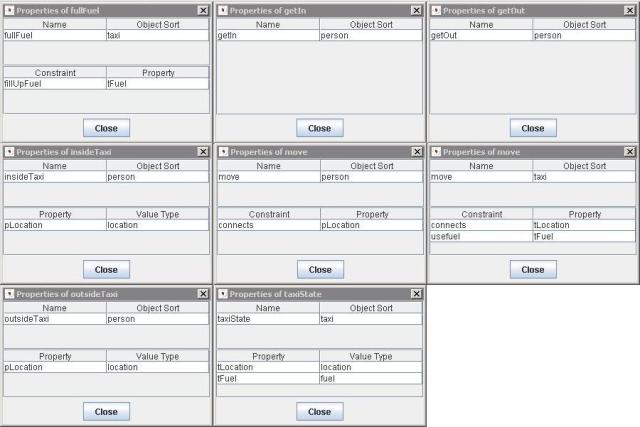 Properties of fullFuel
Name Object Sort
fullFuel taxi
Constraint Property
fillUpFuel tFuel
Close
Properties of getIn
Name Object Sort
getIn person
Close
Properties of getOut
Name Object Sort
getOut person
Close
Properties of insideTaxi
Name Object Sort
insideTaxi person
Property Value Type
pLocation location
Close
Properties of move
Name Object Sort
move person
Constraint Property
connects pLocation
Close
Properties of move
Name Object Sort
move taxi
Constraint Property
connects tLocation
usefuel tFuel
Close
Properties of outsideTaxi
Name Object Sort
outsideTaxi person
Property Value Type
pLocation location
Close
Properties of taxiState
Name Object Sort
taxiState taxi
Property Value Type
tLocation location
tFuel fuel
Close